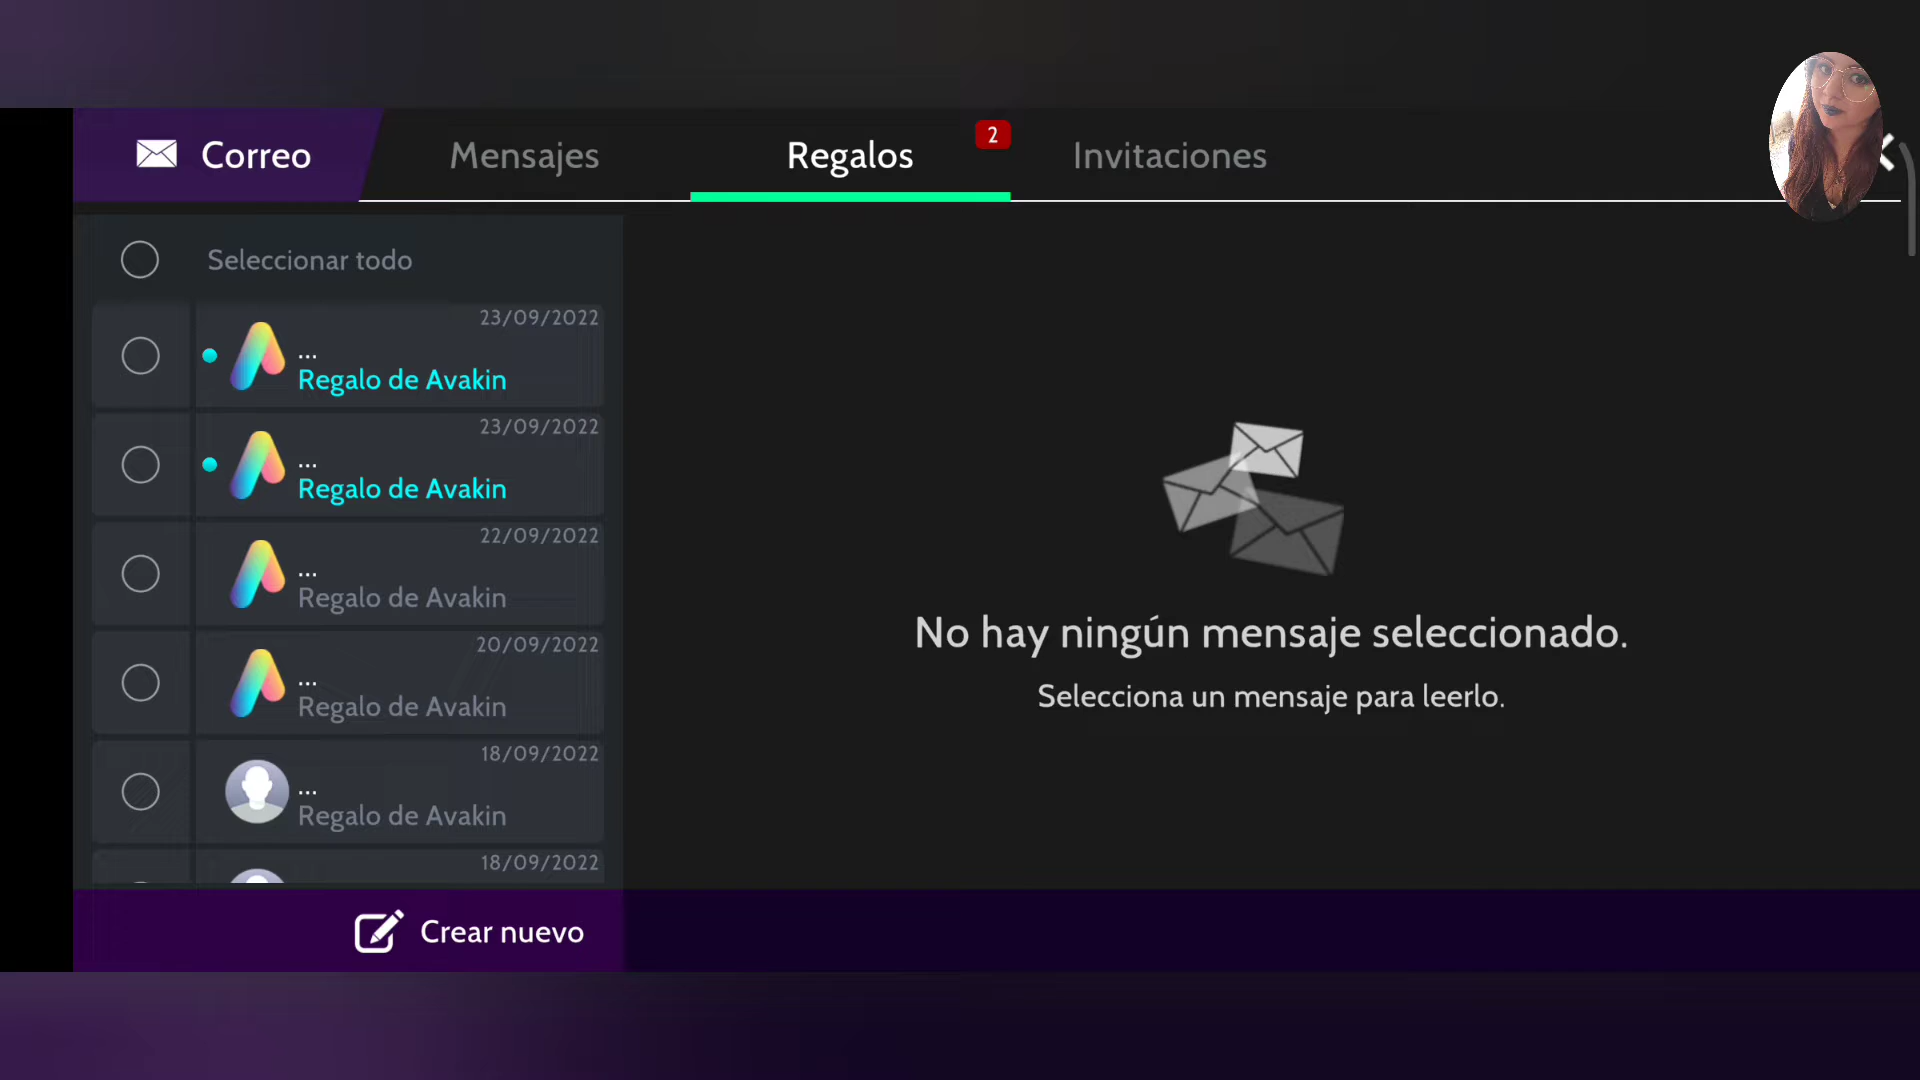 Correo
Mensajes
Regalos
2
Invitaciones
Seleccionar todo
23/09/2022
...
Regalo de Avakin
23/09/2022
...
Regalo de Avakin
22/09/2022
...
Regalo de Avakin
20/09/2022
...
Regalo de Avakin
18/09/2022
...
Regalo de Avakin
18/09/2022
No hay ningún mensaje seleccionado.
Selecciona un mensaje para leerlo.
Crear nuevo